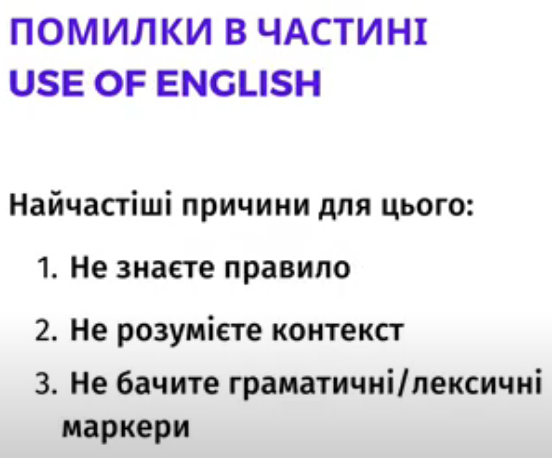 ПОМИЛКИ В ЧАСТИНІ
USE OF ENGLISH
Найчастіші причини для цього:
1. Не знаєте правило
2. Не розумієте контекст
3. Не бачите граматичні/лексичні
маркери